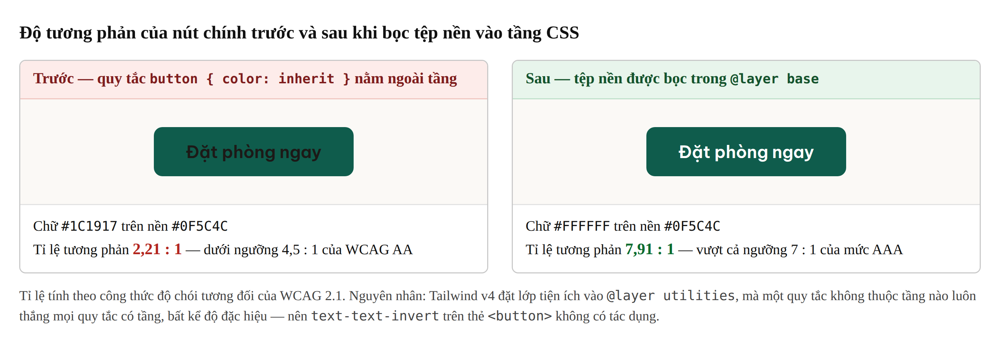 Độ tương phản của nút chính trước và sau khi bọc tệp nền vào tầng CSS
Trước — quy tắc button { color: inherit } nằm ngoài tầng
Đặt phòng ngay
Chữ #1C1917 trên nền #0F5C4C
Tỉ lệ tương phản 2,21 : 1 — dưới ngưỡng 4,5 : 1 của WCAG AA
Sau — tệp nền được bọc trong @layer base
Đặt phòng ngay
Chữ #FFFFFF trên nền #0F5C4C
Tỉ lệ tương phản 7,91 : 1 — vượt cả ngưỡng 7 : 1 của mức AAA
Tỉ lệ tính theo công thức độ chói tương đối của WCAG 2.1. Nguyên nhân: Tailwind v4 đặt lớp tiện ích vào @layer utilities, mà một quy tắc không thuộc tầng nào luôn
thắng mọi quy tắc có tầng, bất kể độ đặc hiệu — nên text-text-invert trên thẻ <button> không có tác dụng.